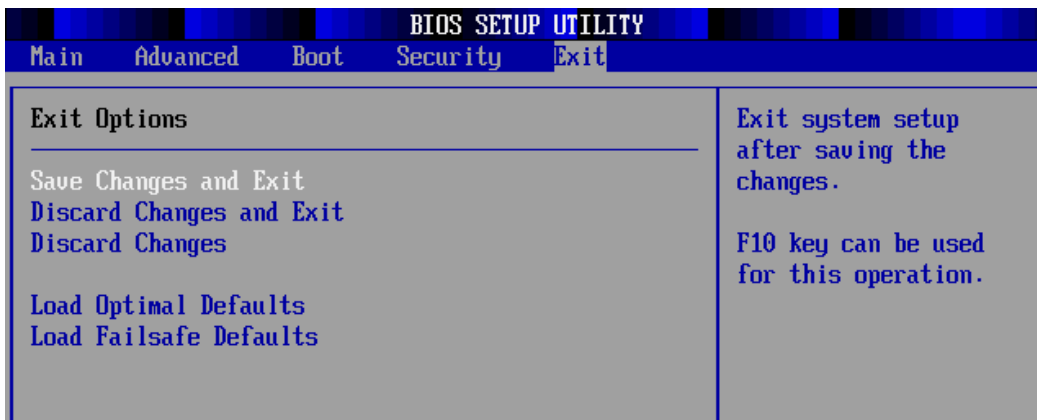 BIOS SETUP UTILITY
Main Advanced Boot Security Exit
Exit Options
Save Changes and Exit
Discard Changes and Exit
Discard Changes
Load Optimal Defaults
Load Failsafe Defaults
Exit system setup
after saving the
changes.
F10 key can be used
for this operation.